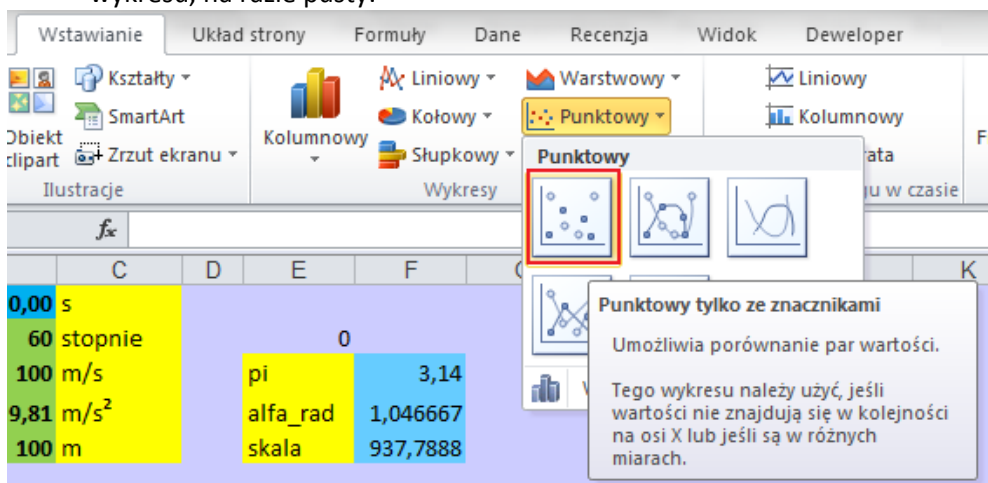 wykresu, na razie pusty.
Wstawianie Układ strony Formuły Dane Recenzja Widok Deweloper
Kształty Liniowy Warstwowy Liniowy
SmartArt Kołowy Punktowy Kolumnowy
Obiekt clipart Zrzut ekranu Kolumnowy Słupkowy Punktowy ata F
Ilustracje Wykresy gu w czasie
fx
C D E F K
0,00 s
60 stopnie 0
100 m/s pi 3,14
9,81 m/s² alfa_rad 1,046667
100 m skala 937,7888
Punktowy tylko ze znacznikami
Umożliwia porównanie par wartości.
Tego wykresu należy użyć, jeśli
wartości nie znajdują się w kolejności
na osi X lub jeśli są w różnych
miarach.